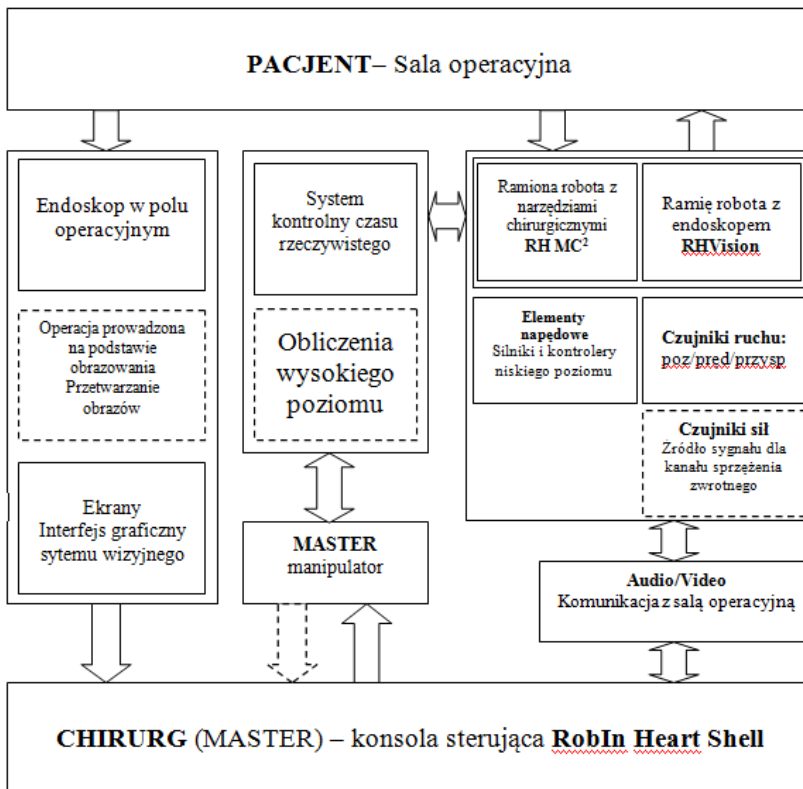 PACJENT– Sala operacyjna
Endoskop w polu
operacyjnym
Operacja prowadzona
na podstawie
obrazowania
Przetwarzanie
obrazów
Ekrany
Interfejs graficzny
sytemu wizyjnego
System
kontrolny czasu
rzeczywistego
Obliczenia
wysokiego
poziomu
MASTER
manipulator
Ramiona robota z
narzędziami
chirurgicznymi
RH MC²
Ramię robota z
endoskopem
RHVision
Elementy
napędowe
Silniki i kontrolery
niskiego poziomu
Czujniki ruchu:
poz/pręd/przysp
Czujniki sił
Źródło sygnału dla
kanału sprzężenia
zwrotnego
Audio/Video
Komunikacja z salą operacyjną
CHIRURG (MASTER) – konsola sterująca RobIn Heart Shell